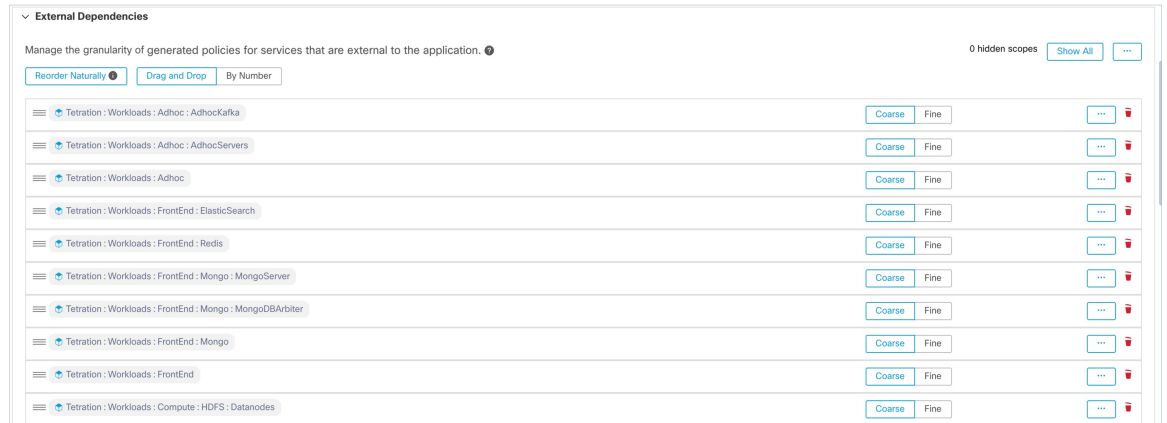 External Dependencies
Manage the granularity of generated policies for services that are external to the application. ?
0 hidden scopes Show All ...
Reorder Naturally i Drag and Drop By Number
Tetration : Workloads : Adhoc : AdhocKafka Coarse Fine ...
Tetration : Workloads : Adhoc : AdhocServers Coarse Fine ...
Tetration : Workloads : Adhoc Coarse Fine ...
Tetration : Workloads : FrontEnd : ElasticSearch Coarse Fine ...
Tetration : Workloads : FrontEnd : Redis Coarse Fine ...
Tetration : Workloads : FrontEnd : Mongo : MongoServer Coarse Fine ...
Tetration : Workloads : FrontEnd : Mongo : MongoDBArbiter Coarse Fine ...
Tetration : Workloads : FrontEnd : Mongo Coarse Fine ...
Tetration : Workloads : FrontEnd Coarse Fine ...
Tetration : Workloads : Compute : HDFS : Datanodes Coarse Fine ...